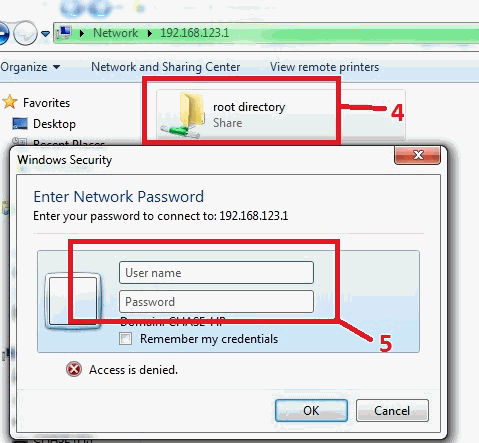 Network ▸ 192.168.123.1
Organize Network and Sharing Center View remote printers
Favorites
Desktop
Recent Places
root directory
Share
4
Windows Security
Enter Network Password
Enter your password to connect to: 192.168.123.1
User name
Password
Domain: CHASE-HP
5
Remember my credentials
Access is denied.
OK Cancel